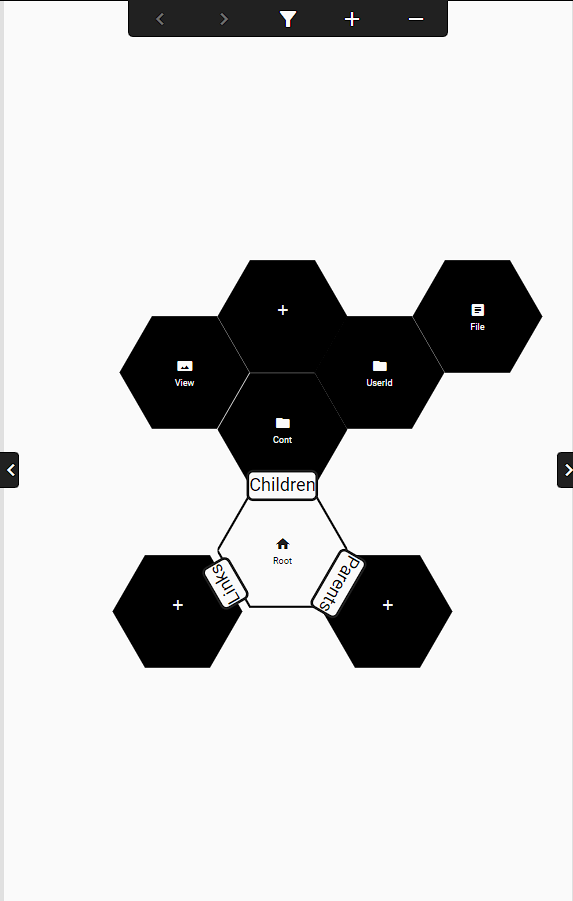 File
View
UserId
Cont
Children
Root
Links
Parents